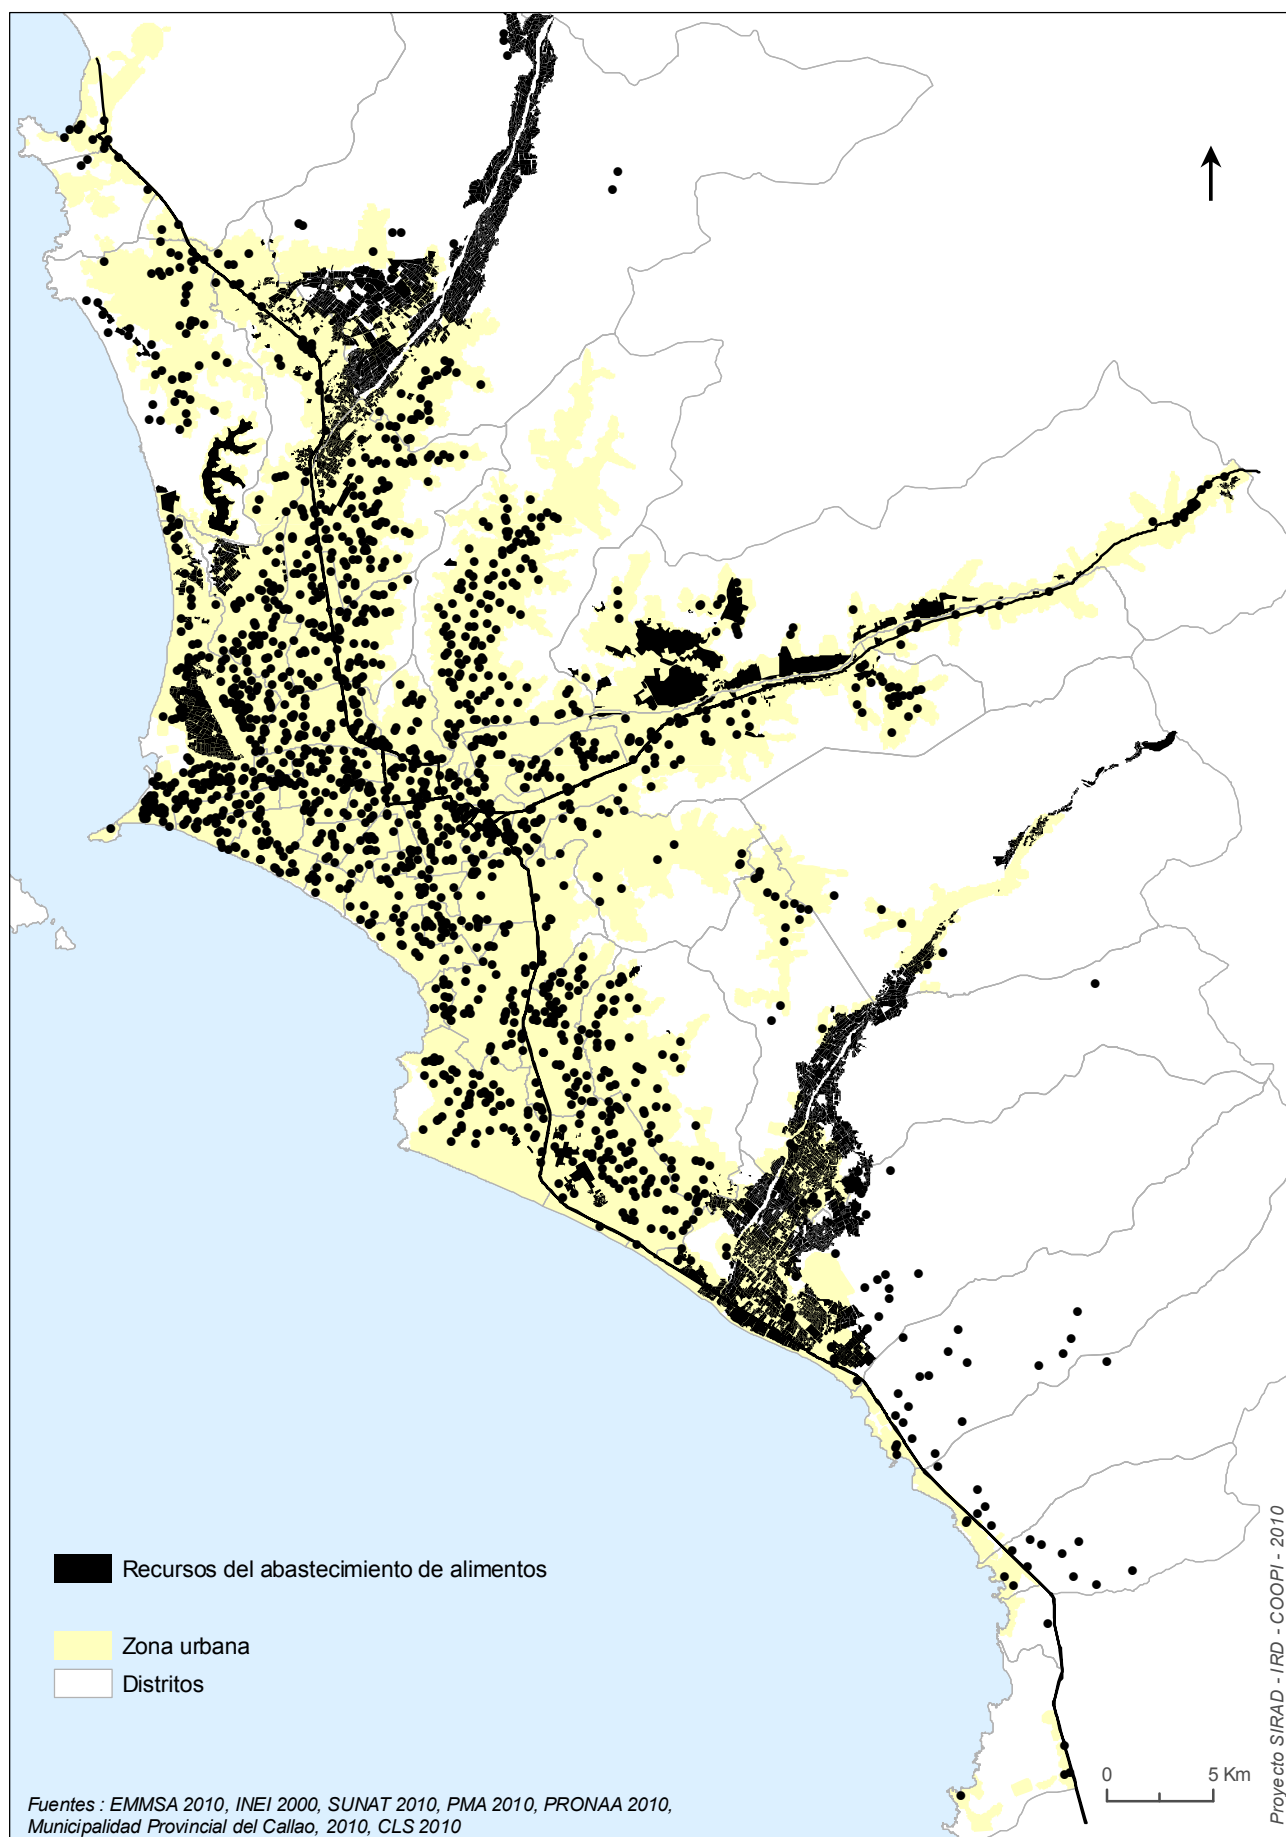 Recursos del abastecimiento de alimentos
Zona urbana
Distritos
0 5 Km
Fuentes : EMMSA 2010, INEI 2000, SUNAT 2010, PMA 2010, PRONAA 2010,
Municipalidad Provincial del Callao, 2010, CLS 2010
Proyecto SIRAD - IRD - COOPI - 2010